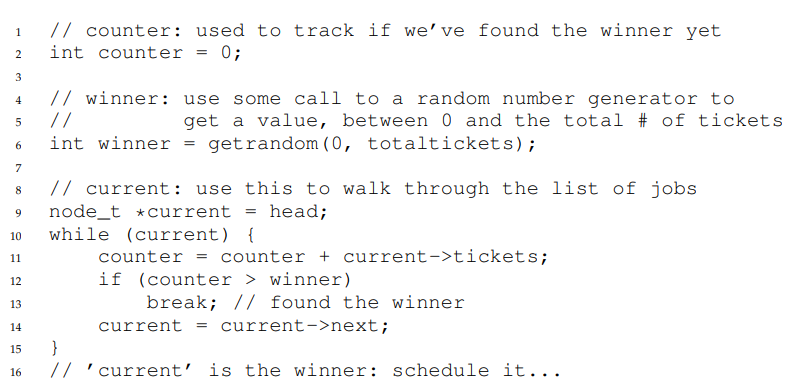 1 // counter: used to track if we’ve found the winner yet
2 int counter = 0;
3
4 // winner: use some call to a random number generator to
5 //         get a value, between 0 and the total # of tickets
6 int winner = getrandom(0, totaltickets);
7
8 // current: use this to walk through the list of jobs
9 node_t *current = head;
10 while (current) {
11     counter = counter + current->tickets;
12     if (counter > winner)
13         break; // found the winner
14     current = current->next;
15 }
16 // ’current’ is the winner: schedule it...